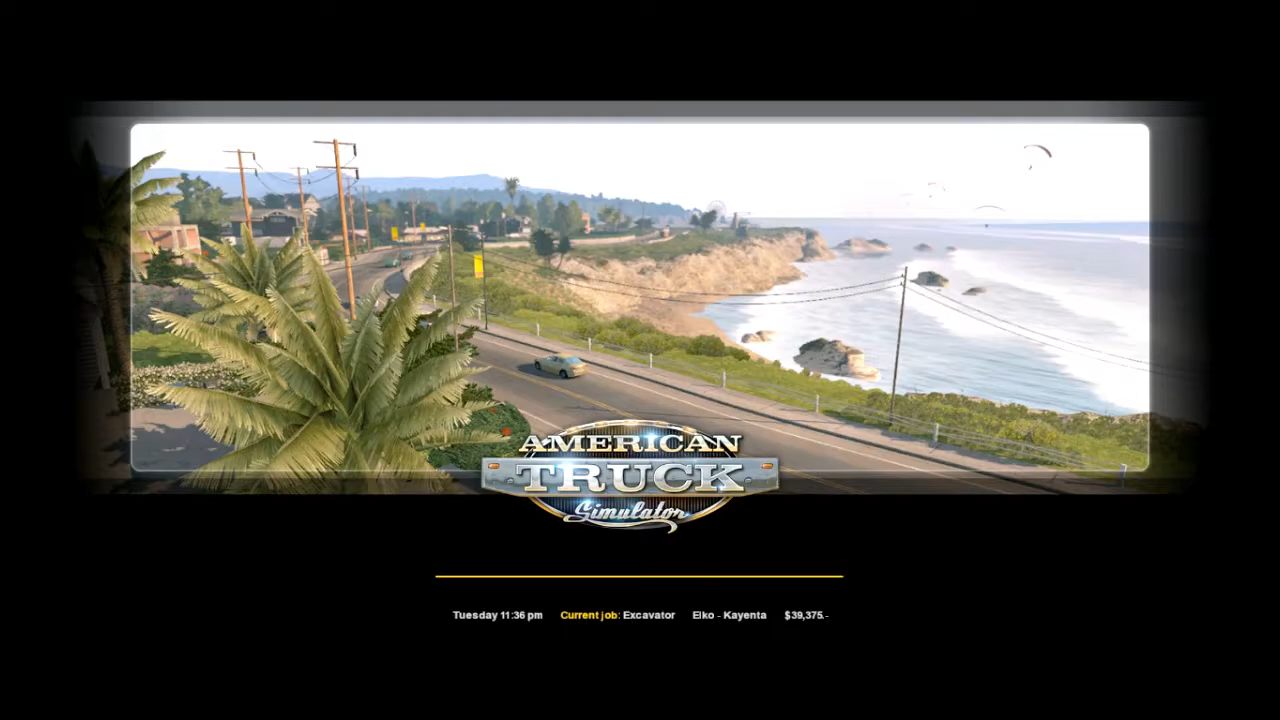 AMERICAN
TRUCK
Simulator
Tuesday 11:36 pm Current job: Excavator Elko - Kayenta $39,375.-